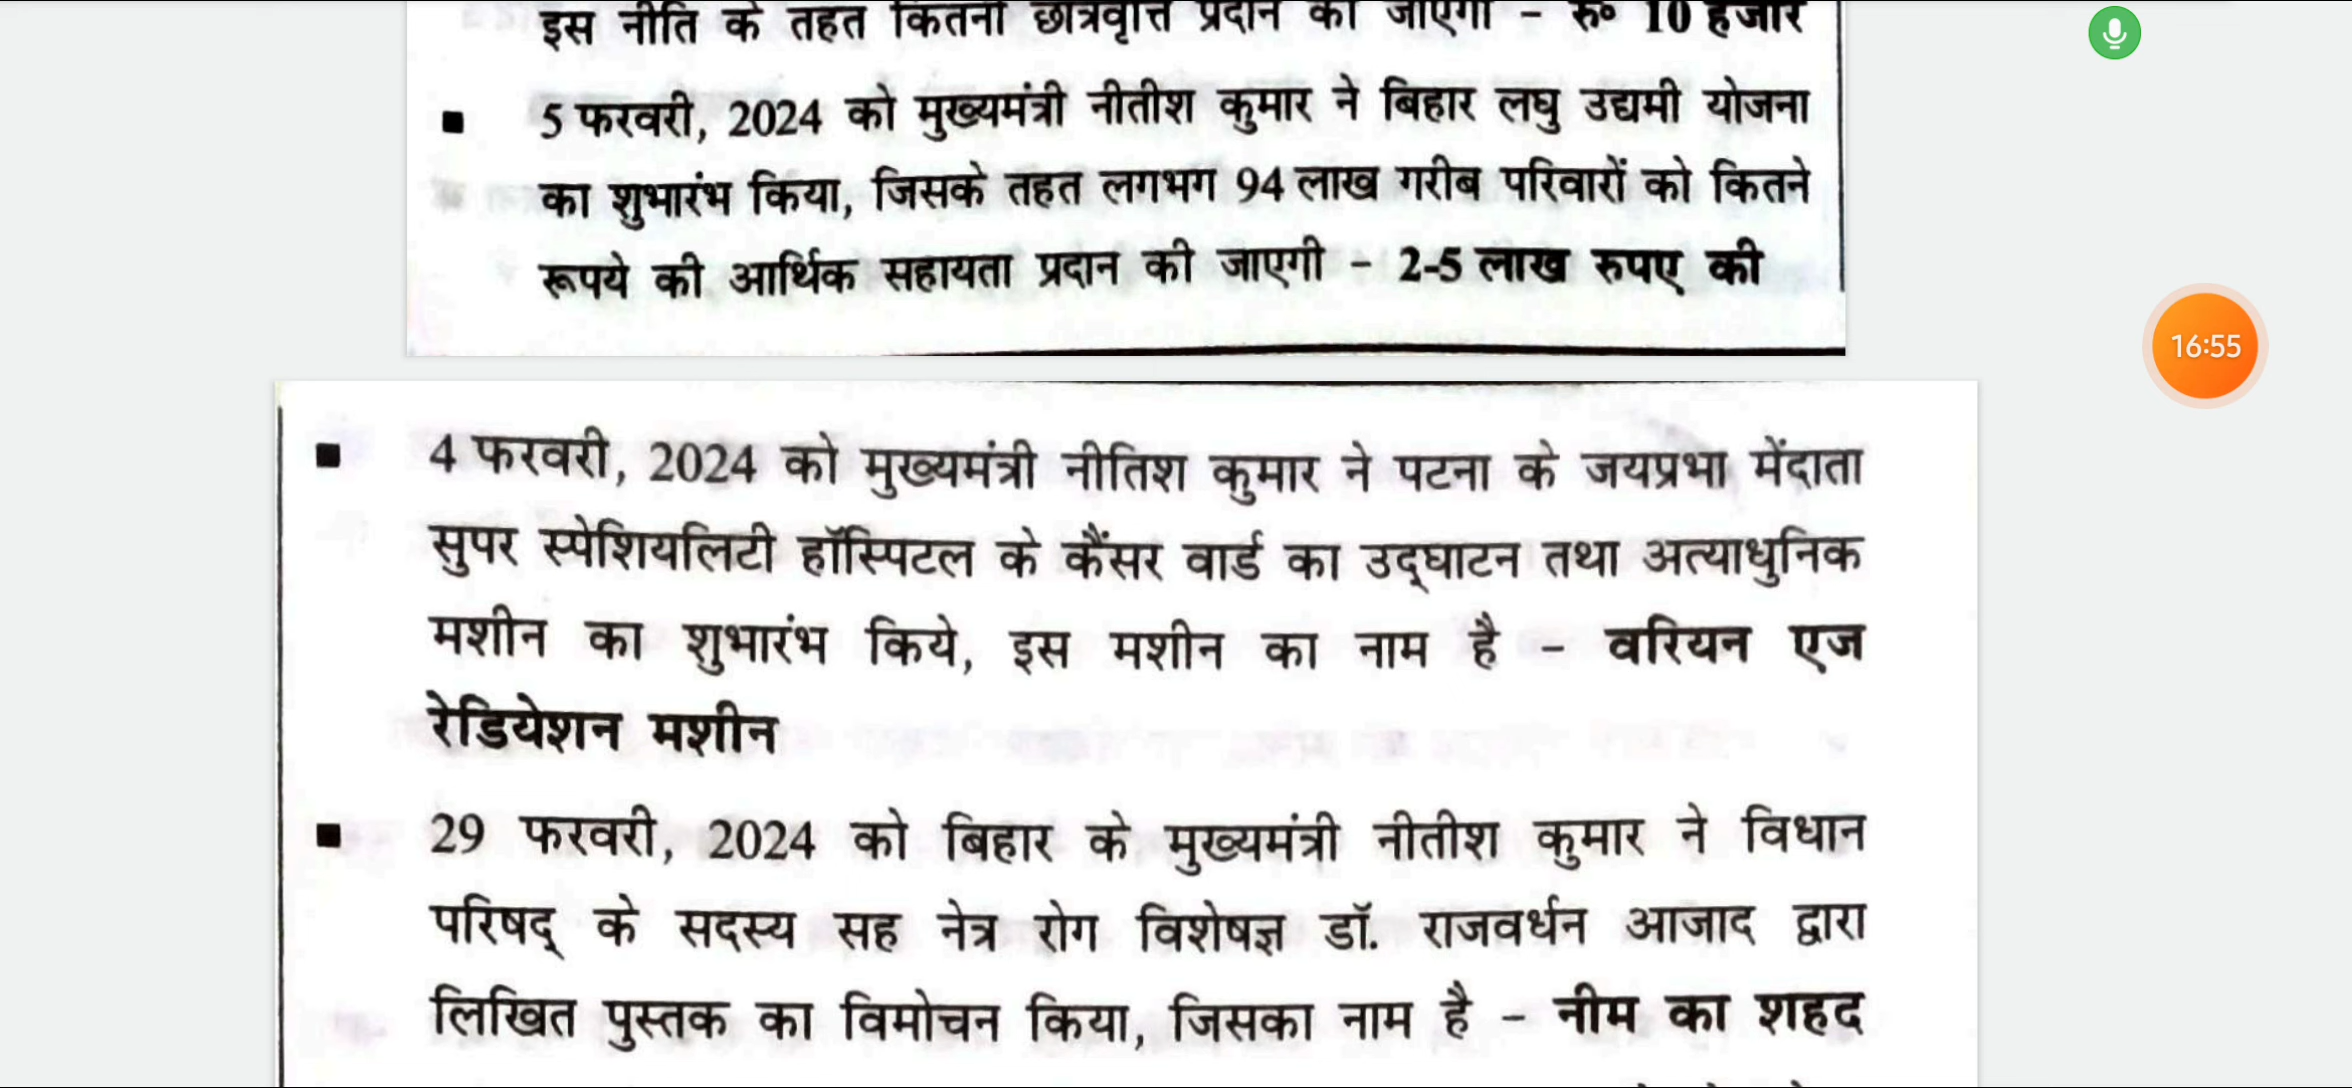 इस नीति के तहत कितनी छात्रवृत्ति प्रदान की जाएगी - रु० 10 हजार
■ 5 फरवरी, 2024 को मुख्यमंत्री नीतीश कुमार ने बिहार लघु उद्यमी योजना
का शुभारंभ किया, जिसके तहत लगभग 94 लाख गरीब परिवारों को कितने
रूपये की आर्थिक सहायता प्रदान की जाएगी - 2-5 लाख रुपए की
16:55
■ 4 फरवरी, 2024 को मुख्यमंत्री नीतिश कुमार ने पटना के जयप्रभा मेंदाता
सुपर स्पेशियलिटी हॉस्पिटल के कैंसर वार्ड का उद्घाटन तथा अत्याधुनिक
मशीन का शुभारंभ किये, इस मशीन का नाम है - वरियन एज
रेडियेशन मशीन
■ 29 फरवरी, 2024 को बिहार के मुख्यमंत्री नीतीश कुमार ने विधान
परिषद् के सदस्य सह नेत्र रोग विशेषज्ञ डॉ. राजवर्धन आजाद द्वारा
लिखित पुस्तक का विमोचन किया, जिसका नाम है - नीम का शहद